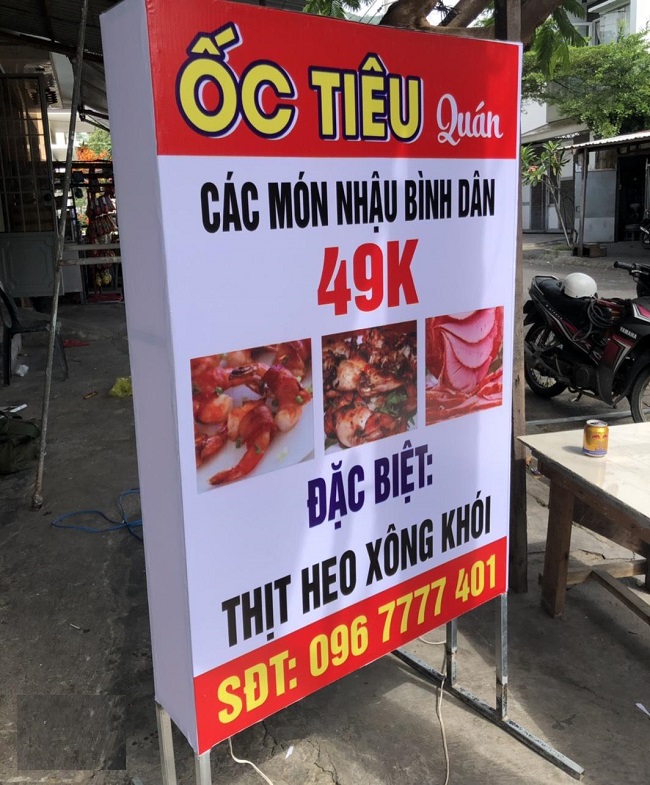 ỐC TIÊU Quán
CÁC MÓN NHẬU BÌNH DÂN
49K
ĐẶC BIỆT:
THỊT HEO XÔNG KHÓI
SĐT: 096 7777 401
YAMAHA